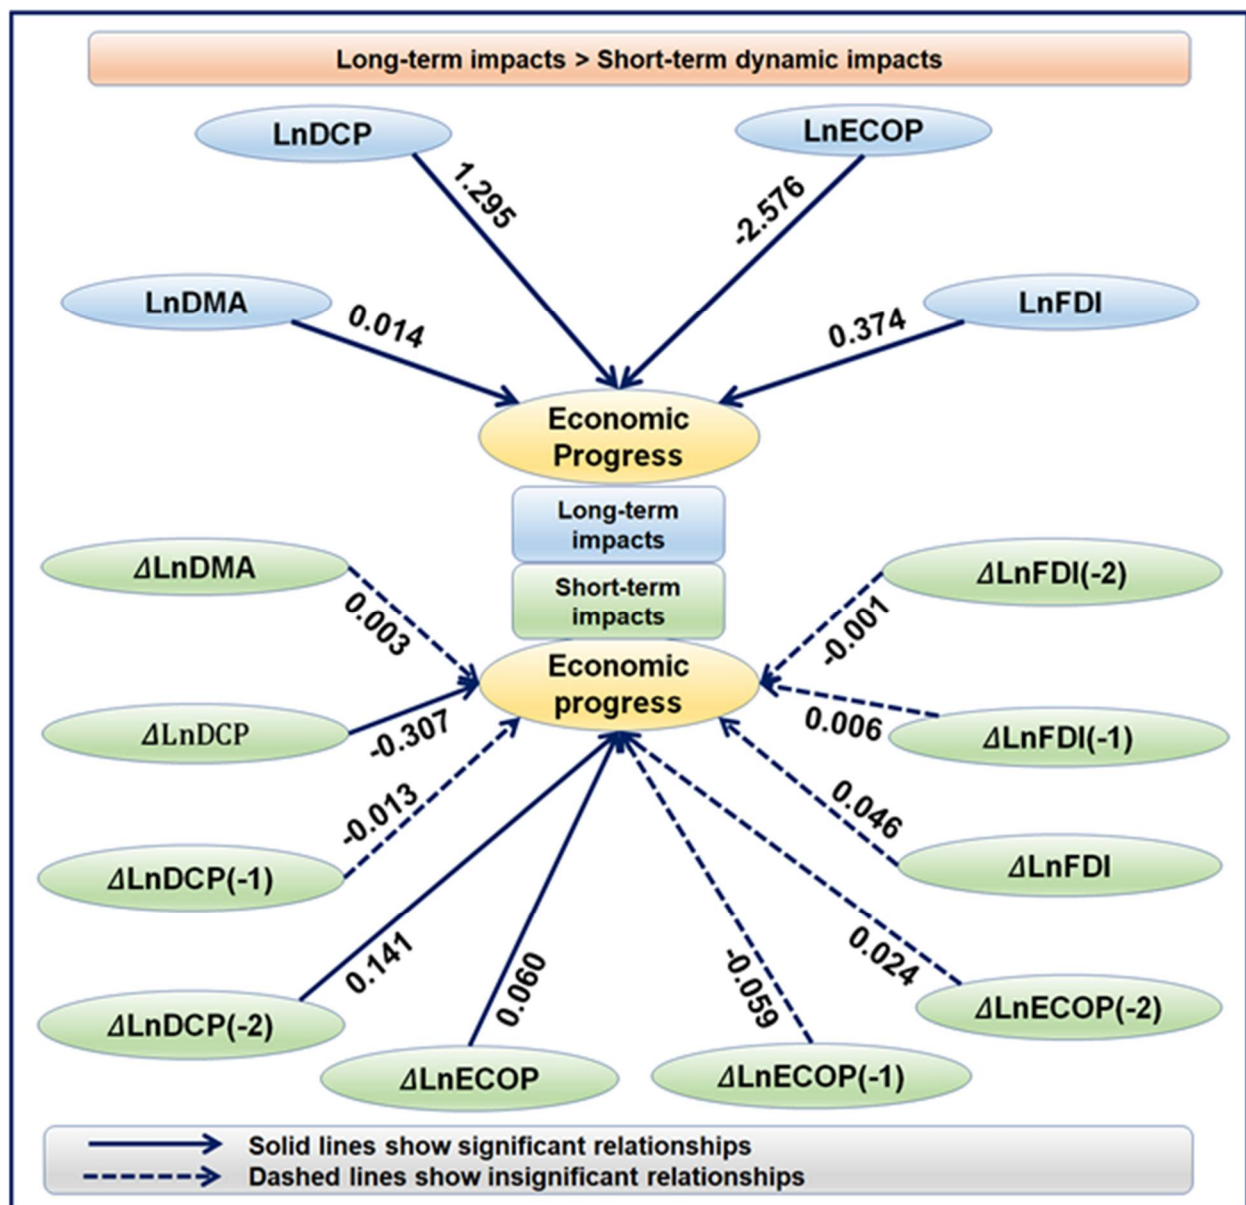 Long-term impacts > Short-term dynamic impacts
LnDCP
LnECOP
1.295
-2.576
LnDMA
LnFDI
0.014
0.374
Economic
Progress
Long-term
impacts
Short-term
impacts
Economic
progress
ΔLnDMA
ΔLnFDI(-2)
0.003
-0.001
ΔLnDCP
-0.307
0.006
ΔLnFDI(-1)
-0.013
0.046
ΔLnDCP(-1)
ΔLnFDI
0.141
0.060
-0.059
0.024
ΔLnDCP(-2)
ΔLnECOP(-2)
ΔLnECOP
ΔLnECOP(-1)
Solid lines show significant relationships
Dashed lines show insignificant relationships